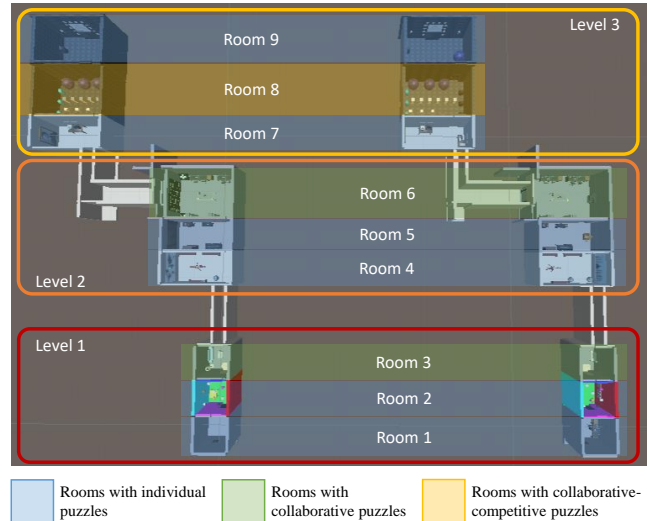 Level 3
Room 9
Room 8
Room 7
Room 6
Room 5
Room 4
Level 2
Level 1
Room 3
Room 2
Room 1
Rooms with individual
puzzles
Rooms with
collaborative puzzles
Rooms with collaborative-
competitive puzzles